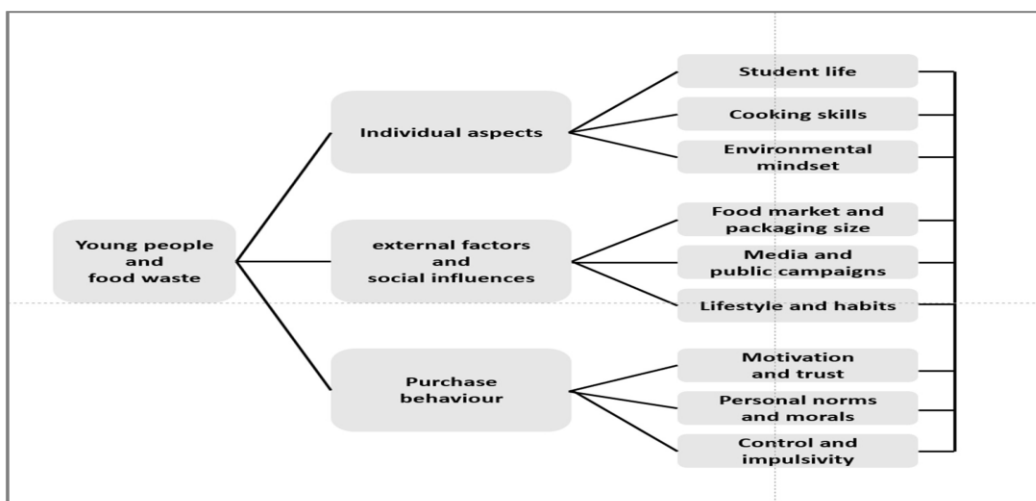 Young people
and
food waste
Individual aspects
external factors
and
social influences
Purchase
behaviour
Student life
Cooking skills
Environmental
mindset
Food market and
packaging size
Media and
public campaigns
Lifestyle and habits
Motivation
and trust
Personal norms
and morals
Control and
impulsivity